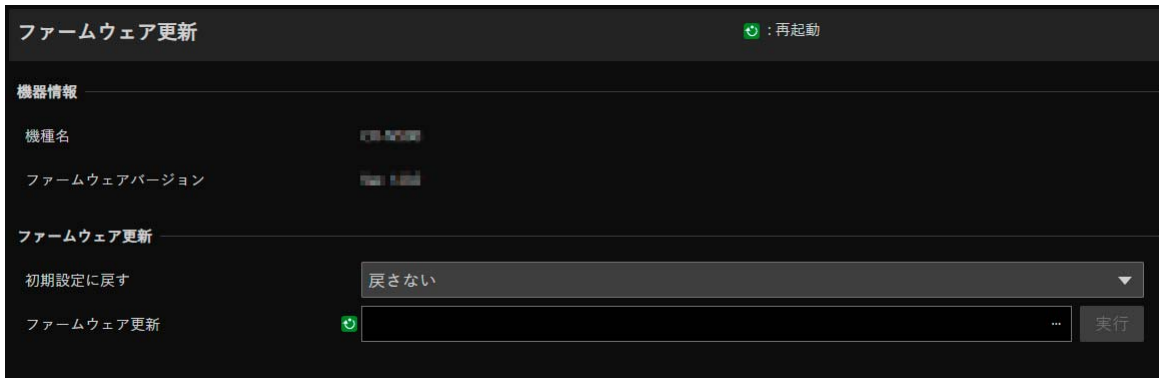 ファームウェア更新
:再起動
機器情報
機種名
ファームウェアバージョン
ファームウェア更新
初期設定に戻す 戻さない
ファームウェア更新 ... 実行